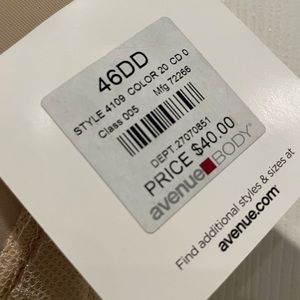 46DD
STYLE 4109 COLOR 20 CD 0
Class 005 Mfg 72266
DEPT. 27070851
PRICE $40.00
avenue BODY®
Find additional styles & sizes at
avenue.com®